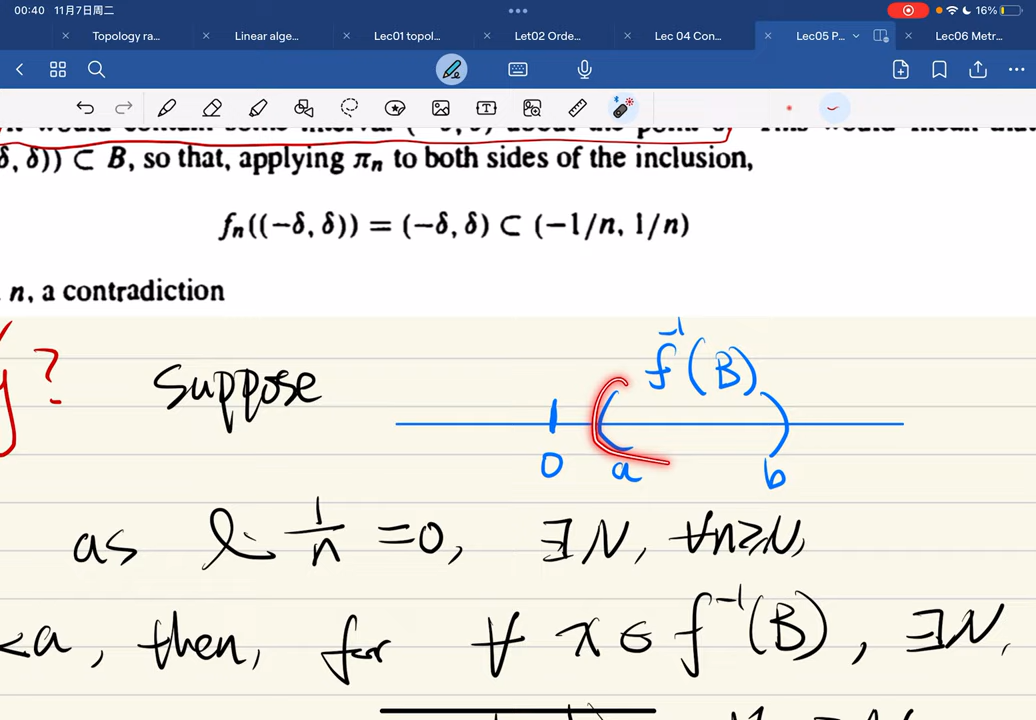 00:40 11月7日周二 16%
Topology ra... Linear alge... Lec01 topol... Let02 Orde... Lec 04 Con... Lec05 P... Lec06 Metr...
δ, δ)) ⊂ B, so that, applying πn to both sides of the inclusion,
fn((−δ, δ)) = (−δ, δ) ⊂ (−1/n, 1/n)
n, a contradiction
? suppose
f⁻¹(B)
0 a b
as 1/n =0, ∃N, ∀n≥N,
<a, then, for ∀ x∈ f⁻¹(B), ∃N,